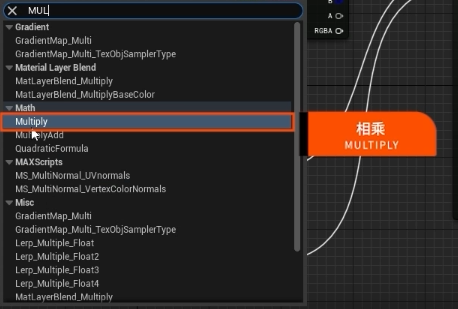 MUL
B
A
RGBA
Gradient
GradientMap_Multi
GradientMap_Multi_TexObjSamplerType
Material Layer Blend
MatLayerBlend_Multiply
MatLayerBlend_MultiplyBaseColor
Math
Multiply
MultiplyAdd
QuadraticFormula
MAXScripts
MS_MultiNormal_UVnormals
MS_MultiNormal_VertexColorNormals
Misc
GradientMap_Multi
GradientMap_Multi_TexObjSamplerType
Lerp_Multiple_Float
Lerp_Multiple_Float2
Lerp_Multiple_Float3
Lerp_Multiple_Float4
MatLayerBlend_Multiply
相乘
MULTIPLY